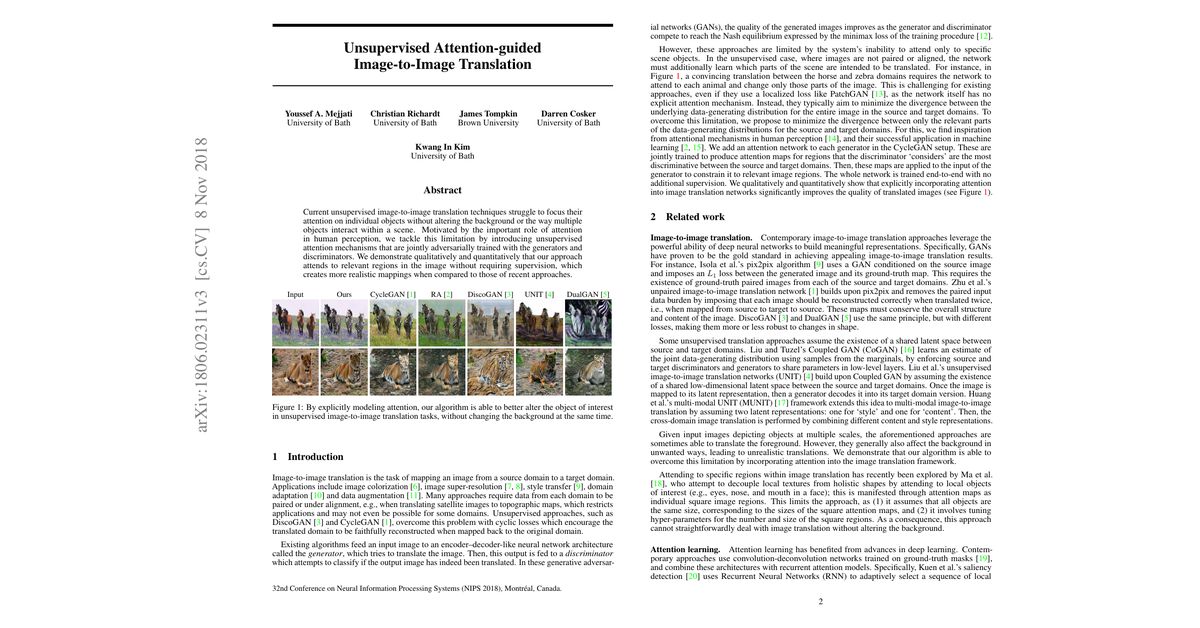 arXiv:1806.02311v3 [cs.CV] 8 Nov 2018
Unsupervised Attention-guided
Image-to-Image Translation
Youssef A. Mejjati Christian Richardt James Tompkin Darren Cosker
University of Bath University of Bath Brown University University of Bath
Kwang In Kim
University of Bath
Abstract
Current unsupervised image-to-image translation techniques struggle to focus their
attention on individual objects without altering the background or the way multiple
objects interact within a scene. Motivated by the important role of attention
in human perception, we tackle this limitation by introducing unsupervised
attention mechanisms that are jointly adversarially trained with the generators and
discriminators. We demonstrate qualitatively and quantitatively that our approach
attends to relevant regions in the image without requiring supervision, which
creates more realistic mappings when compared to those of recent approaches.
Input Ours CycleGAN [1] RA [2] DiscoGAN [3] UNIT [4] DualGAN [5]
Figure 1: By explicitly modeling attention, our algorithm is able to better alter the object of interest
in unsupervised image-to-image translation tasks, without changing the background at the same time.
1 Introduction
Image-to-image translation is the task of mapping an image from a source domain to a target domain.
Applications include image colorization [6], image super-resolution [7, 8], style transfer [9], domain
adaptation [10] and data augmentation [11]. Many approaches require data from each domain to be
paired or under alignment, e.g., when translating satellite images to topographic maps, which restricts
applications and may not even be possible for some domains. Unsupervised approaches, such as
DiscoGAN [3] and CycleGAN [1], overcome this problem with cyclic losses which encourage the
translated domain to be faithfully reconstructed when mapped back to the original domain.
Existing algorithms feed an input image to an encoder–decoder-like neural network architecture
called the generator, which tries to translate the image. Then, this output is fed to a discriminator
which attempts to classify if the output image has indeed been translated. In these generative adversar-
32nd Conference on Neural Information Processing Systems (NIPS 2018), Montréal, Canada.
ial networks (GANs), the quality of the generated images improves as the generator and discriminator
compete to reach the Nash equilibrium expressed by the minimax loss of the training procedure [12].
However, these approaches are limited by the system's inability to attend only to specific
scene objects. In the unsupervised case, where images are not paired or aligned, the network
must additionally learn which parts of the scene are intended to be translated. For instance, in
Figure 1, a convincing translation between the horse and zebra domains requires the network to
attend to each animal and change only those parts of the image. This is challenging for existing
approaches, even if they use a localized loss like PatchGAN [13], as the network itself has no
explicit attention mechanism. Instead, they typically aim to minimize the divergence between the
underlying data-generating distribution for the entire image in the source and target domains. To
overcome this limitation, we propose to minimize the divergence between only the relevant parts
of the data-generating distributions for the source and target domains. For this, we find inspiration
from attentional mechanisms in human perception [14], and their successful application in machine
learning [2, 15]. We add an attention network to each generator in the CycleGAN setup. These are
jointly trained to produce attention maps for regions that the discriminator ‘considers’ are the most
discriminative between the source and target domains. Then, these maps are applied to the input of the
generator to constrain it to relevant image regions. The whole network is trained end-to-end with no
additional supervision. We qualitatively and quantitatively show that explicitly incorporating attention
into image translation networks significantly improves the quality of translated images (see Figure 1).
2 Related work
Image-to-image translation. Contemporary image-to-image translation approaches leverage the
powerful ability of deep neural networks to build meaningful representations. Specifically, GANs
have proven to be the gold standard in achieving appealing image-to-image translation results.
For instance, Isola et al.'s pix2pix algorithm [9] uses a GAN conditioned on the source image
and imposes an L1 loss between the generated image and its ground-truth map. This requires the
existence of ground-truth paired images from each of the source and target domains. Zhu et al.'s
unpaired image-to-image translation network [1] builds upon pix2pix and removes the paired input
data burden by imposing that each image should be reconstructed correctly when translated twice,
i.e., when mapped from source to target to source. These maps must conserve the overall structure
and content of the image. DiscoGAN [3] and DualGAN [5] use the same principle, but with different
losses, making them more or less robust to changes in shape.
Some unsupervised translation approaches assume the existence of a shared latent space between
source and target domains. Liu and Tuzel's Coupled GAN (CoGAN) [16] learns an estimate of
the joint data-generating distribution using samples from the marginals, by enforcing source and
target discriminators and generators to share parameters in low-level layers. Liu et al.'s unsupervised
image-to-image translation networks (UNIT) [4] build upon Coupled GAN by assuming the existence
of a shared low-dimensional latent space between the source and target domains. Once the image is
mapped to its latent representation, then a generator decodes it into its target domain version. Huang
et al.'s multi-modal UNIT (MUNIT) [17] framework extends this idea to multi-modal image-to-image
translation by assuming two latent representations: one for ‘style’ and one for ‘content’. Then, the
cross-domain image translation is performed by combining different content and style representations.
Given input images depicting objects at multiple scales, the aforementioned approaches are
sometimes able to translate the foreground. However, they generally also affect the background in
unwanted ways, leading to unrealistic translations. We demonstrate that our algorithm is able to
overcome this limitation by incorporating attention into the image translation framework.
Attending to specific regions within image translation has recently been explored by Ma et al.
[18], who attempt to decouple local textures from holistic shapes by attending to local objects
of interest (e.g., eyes, nose, and mouth in a face); this is manifested through attention maps as
individual square image regions. This limits the approach, as (1) it assumes that all objects are
the same size, corresponding to the sizes of the square attention maps, and (2) it involves tuning
hyper-parameters for the number and size of the square regions. As a consequence, this approach
cannot straightforwardly deal with image translation without altering the background.
Attention learning. Attention learning has benefited from advances in deep learning. Contem-
porary approaches use convolution-deconvolution networks trained on ground-truth masks [19],
and combine these architectures with recurrent attention models. Specifically, Kuen et al.'s saliency
detection [20] uses Recurrent Neural Networks (RNN) to adaptively select a sequence of local
2